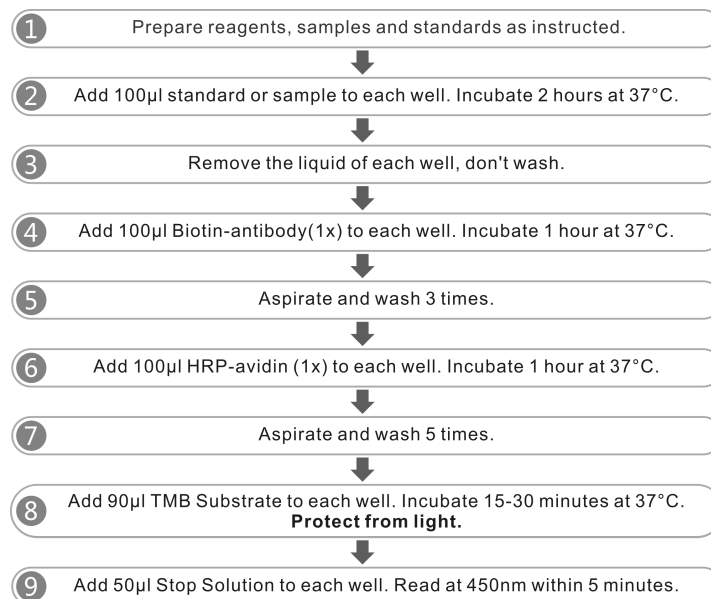 1 Prepare reagents, samples and standards as instructed.
2 Add 100μl standard or sample to each well. Incubate 2 hours at 37°C.
3 Remove the liquid of each well, don't wash.
4 Add 100μl Biotin-antibody(1x) to each well. Incubate 1 hour at 37°C.
5 Aspirate and wash 3 times.
6 Add 100μl HRP-avidin (1x) to each well. Incubate 1 hour at 37°C.
7 Aspirate and wash 5 times.
8 Add 90μl TMB Substrate to each well. Incubate 15-30 minutes at 37°C.
Protect from light.
9 Add 50μl Stop Solution to each well. Read at 450nm within 5 minutes.